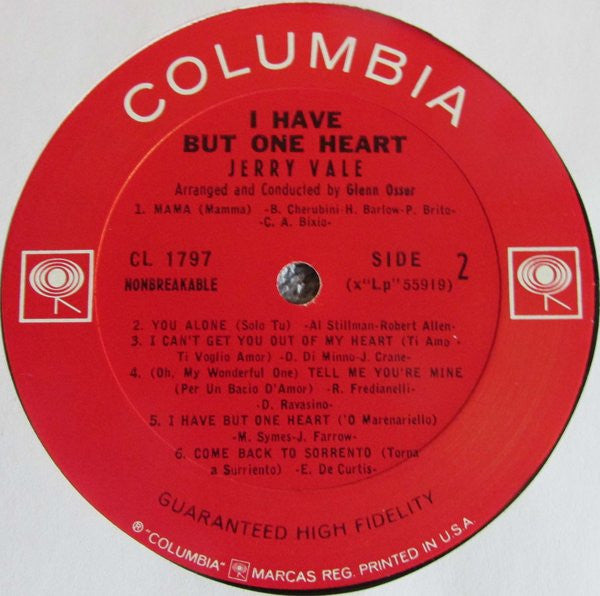 COLUMBIA
I HAVE
BUT ONE HEART
JERRY VALE
Arranged and Conducted by Glenn Osser
1. MAMA (Mamma) -B. Cherubini-H. Barlow-P. Brito-
-C. A. Bixio-
CL 1797 SIDE 2
NONBREAKABLE (x"Lp" 55919)
2. YOU ALONE (Solo Tu) -Al Stillman-Robert Allen-
3. I CAN'T GET YOU OUT OF MY HEART (Ti Amo -
Ti Voglio Amor) -D. Di Minno-J. Crane-
4. (Oh, My Wonderful One) TELL ME YOU'RE MINE
(Per Un Bacio D'Amor) -R. Fredianelli-
-D. Ravasino-
5. I HAVE BUT ONE HEART ('O Marenariello)
-M. Symes-J. Farrow-
6. COME BACK TO SORRENTO (Torna
a Surriento) -E. De Curtis-
GUARANTEED HIGH FIDELITY
® "COLUMBIA" MARCAS REG. PRINTED IN U.S.A.